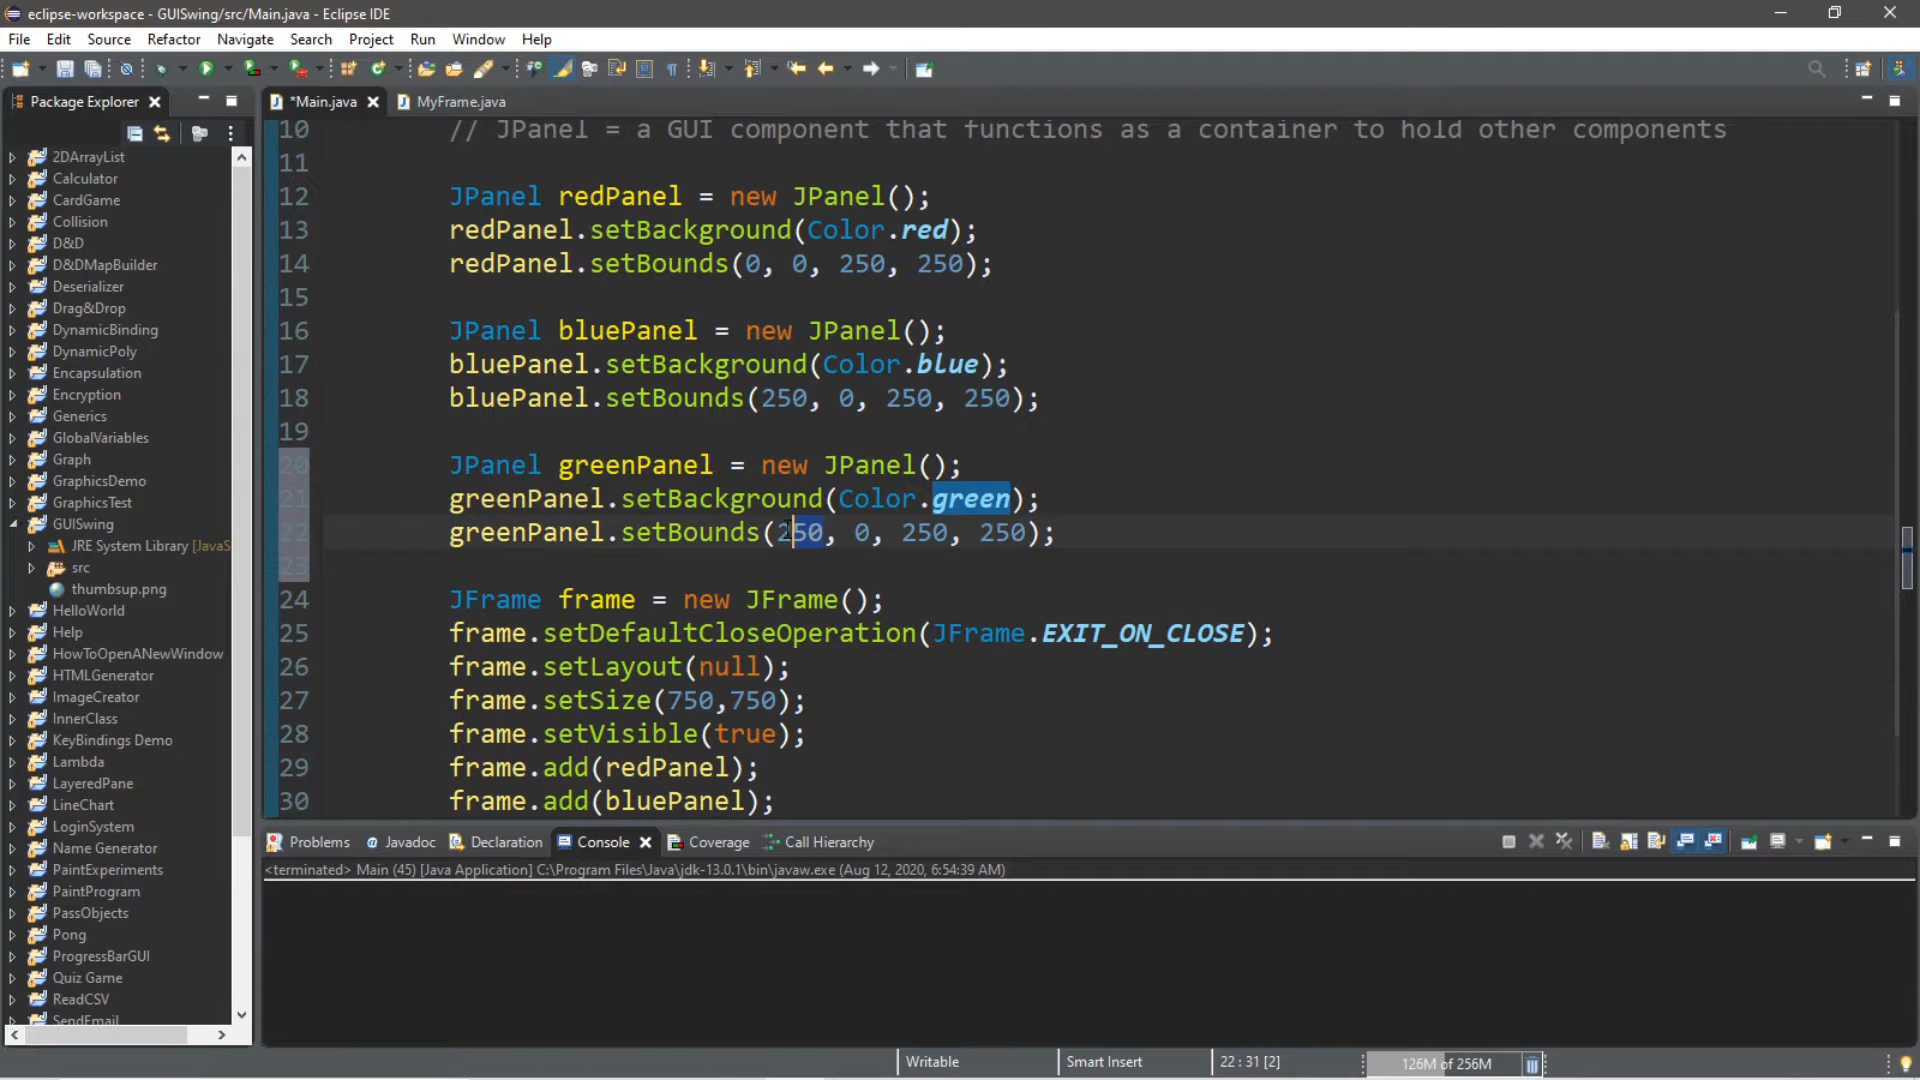 eclipse-workspace - GUISwing/src/Main.java - Eclipse IDE
File Edit Source Refactor Navigate Search Project Run Window Help
Package Explorer
*Main.java MyFrame.java
2DArrayList
Calculator
CardGame
Collision
D&D
D&DMapBuilder
Deserializer
Drag&Drop
DynamicBinding
DynamicPoly
Encapsulation
Encryption
Generics
GlobalVariables
Graph
GraphicsDemo
GraphicsTest
GUISwing
JRE System Library [JavaS
src
thumbsup.png
HelloWorld
Help
HowToOpenANewWindow
HTMLGenerator
ImageCreator
InnerClass
KeyBindings Demo
Lambda
LayeredPane
LineChart
LoginSystem
Name Generator
PaintExperiments
PaintProgram
PassObjects
Pong
ProgressBarGUI
Quiz Game
ReadCSV
SendEmail
10 // JPanel = a GUI component that functions as a container to hold other components
11
12 JPanel redPanel = new JPanel();
13 redPanel.setBackground(Color.red);
14 redPanel.setBounds(0, 0, 250, 250);
15
16 JPanel bluePanel = new JPanel();
17 bluePanel.setBackground(Color.blue);
18 bluePanel.setBounds(250, 0, 250, 250);
19
20 JPanel greenPanel = new JPanel();
21 greenPanel.setBackground(Color.green);
22 greenPanel.setBounds(250, 0, 250, 250);
23
24 JFrame frame = new JFrame();
25 frame.setDefaultCloseOperation(JFrame.EXIT_ON_CLOSE);
26 frame.setLayout(null);
27 frame.setSize(750,750);
28 frame.setVisible(true);
29 frame.add(redPanel);
30 frame.add(bluePanel);
Problems Javadoc Declaration Console Coverage Call Hierarchy
<terminated> Main (45) [Java Application] C:\Program Files\Java\jdk-13.0.1\bin\javaw.exe (Aug 12, 2020, 6:54:39 AM)
Writable Smart Insert 22 : 31 [2] 126M of 256M